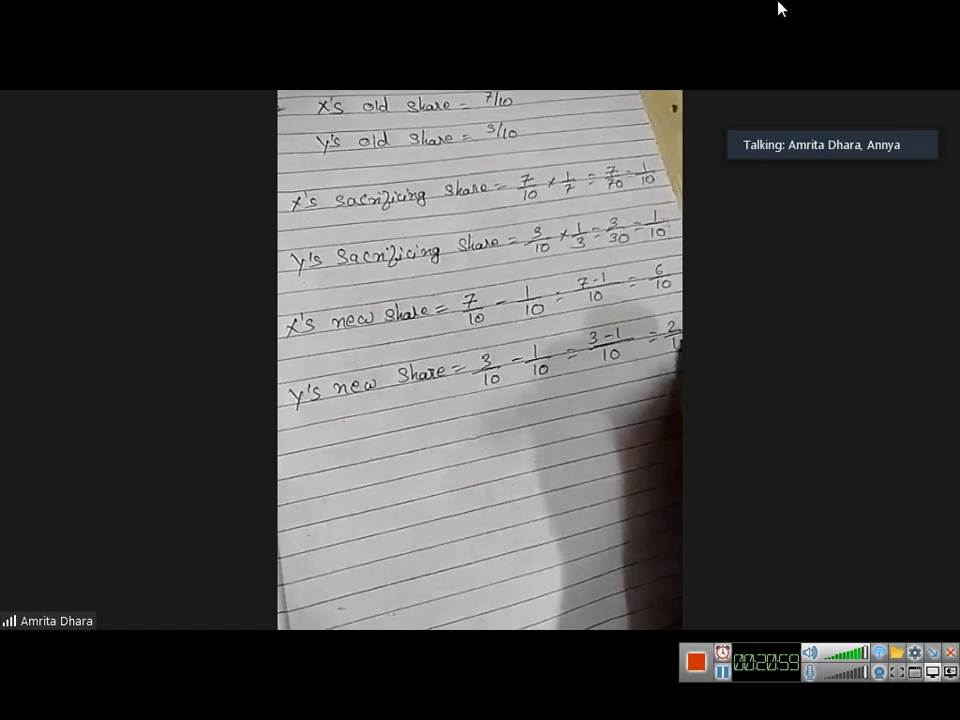 Talking: Amrita Dhara, Annya
X's old share = 7/10
Y's old share = 3/10
X's sacrificing share = 7/10 × 1/7 = 7/70 = 1/10
Y's sacrificing share = 3/10 × 1/3 = 3/30 = 1/10
X's new share = 7/10 - 1/10 = 7-1/10 = 6/10
Y's new share = 3/10 - 1/10 = 3-1/10 = 2/1
Amrita Dhara
00:20:59